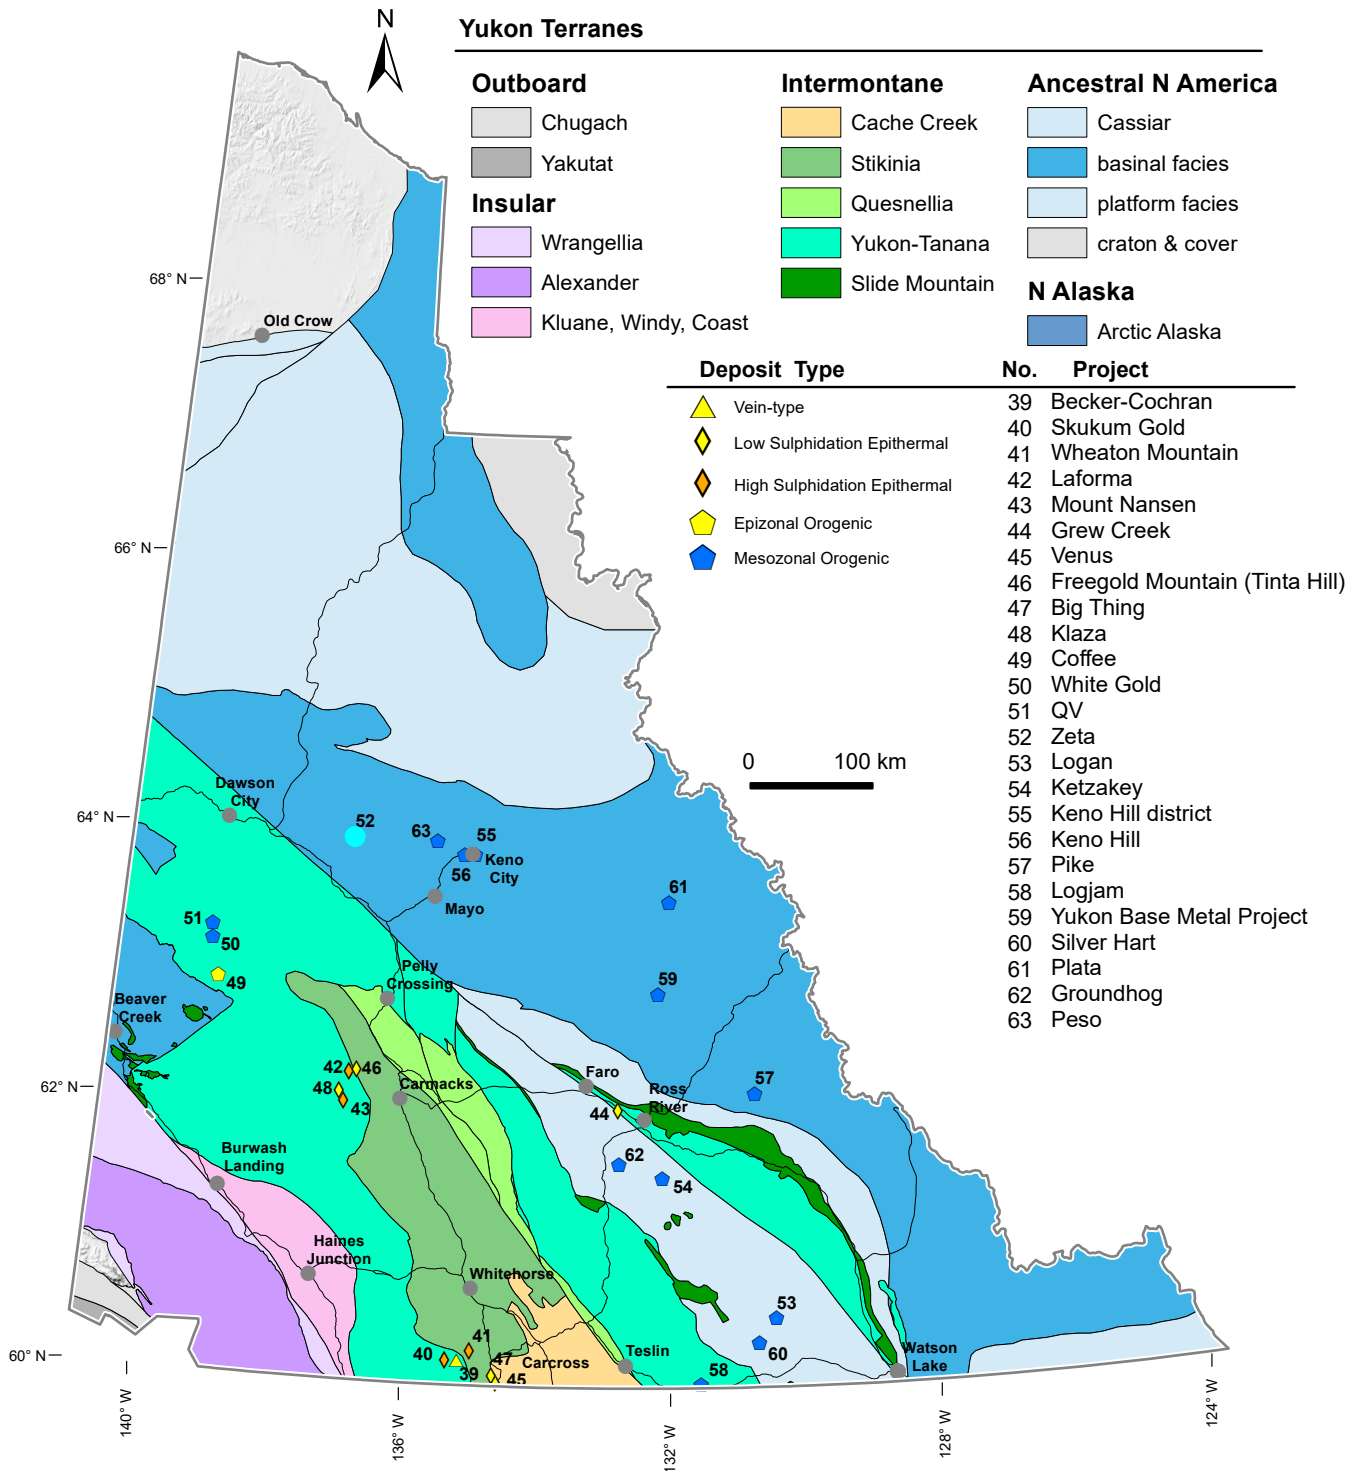 N
Yukon Terranes
Outboard
Chugach
Yakutat
Insular
Wrangellia
Alexander
Kluane, Windy, Coast
Intermontane
Cache Creek
Stikinia
Quesnellia
Yukon-Tanana
Slide Mountain
Ancestral N America
Cassiar
basinal facies
platform facies
craton & cover
N Alaska
Arctic Alaska
Deposit Type
Vein-type
Low Sulphidation Epithermal
High Sulphidation Epithermal
Epizonal Orogenic
Mesozonal Orogenic
No. Project
39 Becker-Cochran
40 Skukum Gold
41 Wheaton Mountain
42 Laforma
43 Mount Nansen
44 Grew Creek
45 Venus
46 Freegold Mountain (Tinta Hill)
47 Big Thing
48 Klaza
49 Coffee
50 White Gold
51 QV
52 Zeta
53 Logan
54 Ketzakey
55 Keno Hill district
56 Keno Hill
57 Pike
58 Logjam
59 Yukon Base Metal Project
60 Silver Hart
61 Plata
62 Groundhog
63 Peso
0 100 km
68° N
66° N
64° N
62° N
60° N
140° W
136° W
132° W
128° W
124° W
Old Crow
Dawson
City
52
63
55
Keno
City
56
Mayo
61
51
50
49
Pelly
Crossing
59
Beaver
Creek
42
46
48
43
Carmacks
Faro
Ross
River
44
57
Burwash
Landing
62
54
Haines
Junction
Whitehorse
53
60
41
40
39
47
45
Carcross
Teslin
58
Watson
Lake